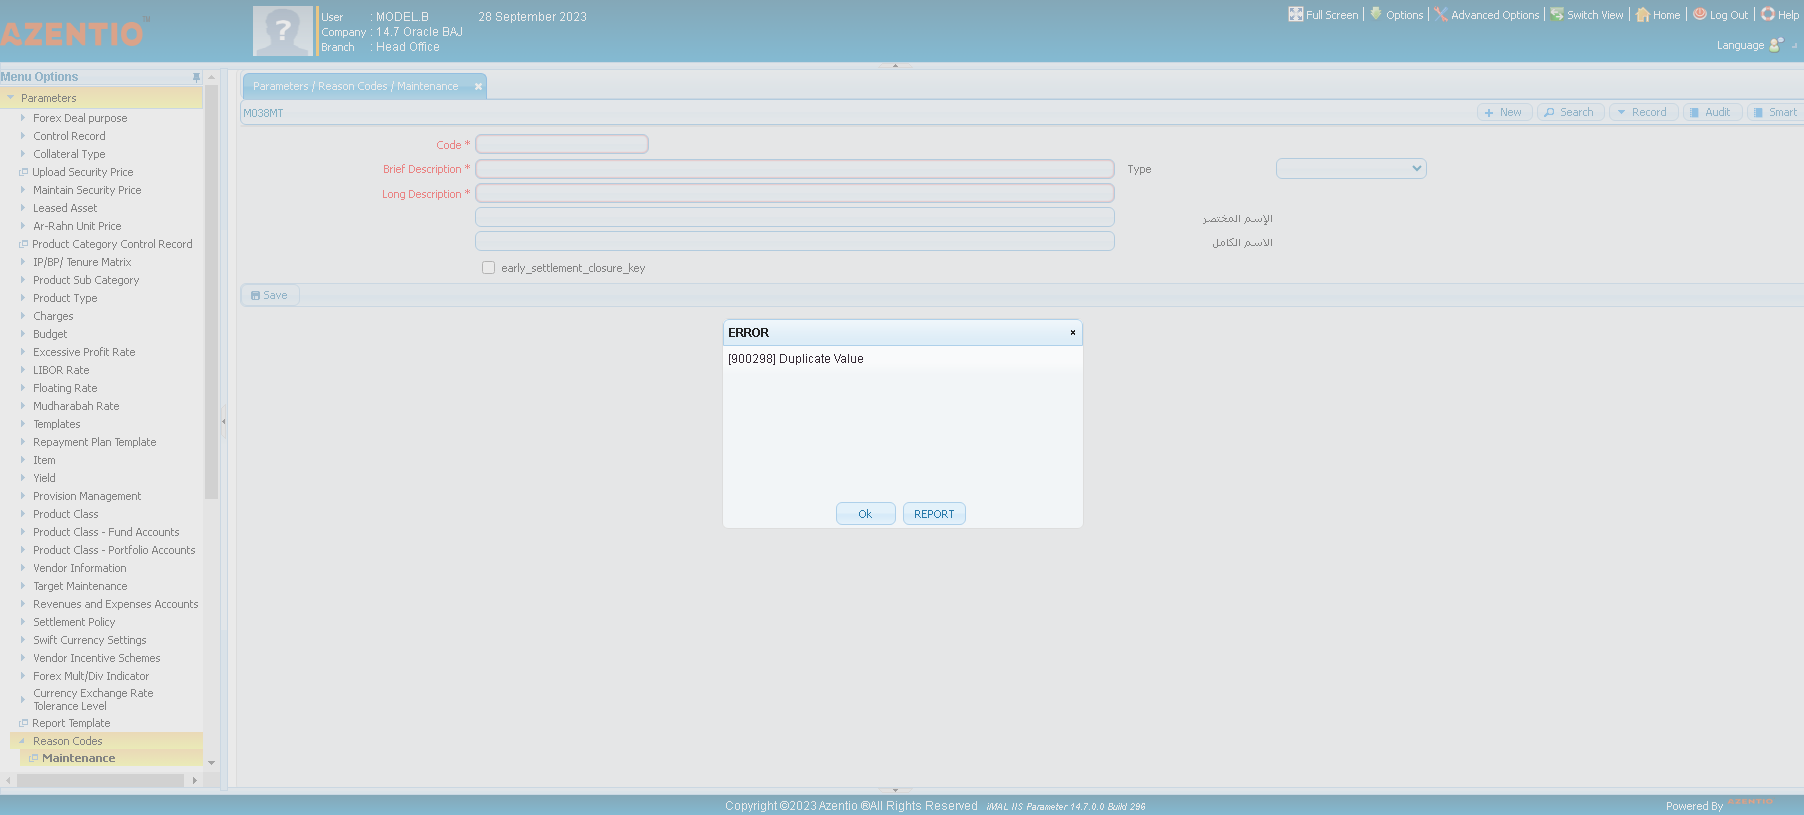 AZENTIO™
User : MODEL.B 28 September 2023
Company : 14.7 Oracle BAJ
Branch : Head Office
Full Screen Options Advanced Options Switch View Home Log Out Help
Language
Menu Options
Parameters
Forex Deal purpose
Control Record
Collateral Type
Upload Security Price
Maintain Security Price
Leased Asset
Ar-Rahn Unit Price
Product Category Control Record
IP/BP/ Tenure Matrix
Product Sub Category
Product Type
Charges
Budget
Excessive Profit Rate
LIBOR Rate
Floating Rate
Mudharabah Rate
Templates
Repayment Plan Template
Item
Yield
Provision Management
Product Class
Product Class - Fund Accounts
Product Class - Portfolio Accounts
Vendor Information
Target Maintenance
Revenues and Expenses Accounts
Settlement Policy
Swift Currency Settings
Vendor Incentive Schemes
Forex Mult/Div Indicator
Currency Exchange Rate
Tolerance Level
Report Template
Reason Codes
Maintenance
Parameters / Reason Codes / Maintenance
M038MT
New Search Record Audit Smart
Code *
Brief Description * Type
Long Description *
الإسم المختصر
الاسم الكامل
early_settlement_closure_key
Save
ERROR
[900298] Duplicate Value
Ok REPORT
Copyright ©2023 Azentio ®All Rights Reserved iMAL IIS Parameter 14.7.0.0 Build 296
Powered By AZENTIO